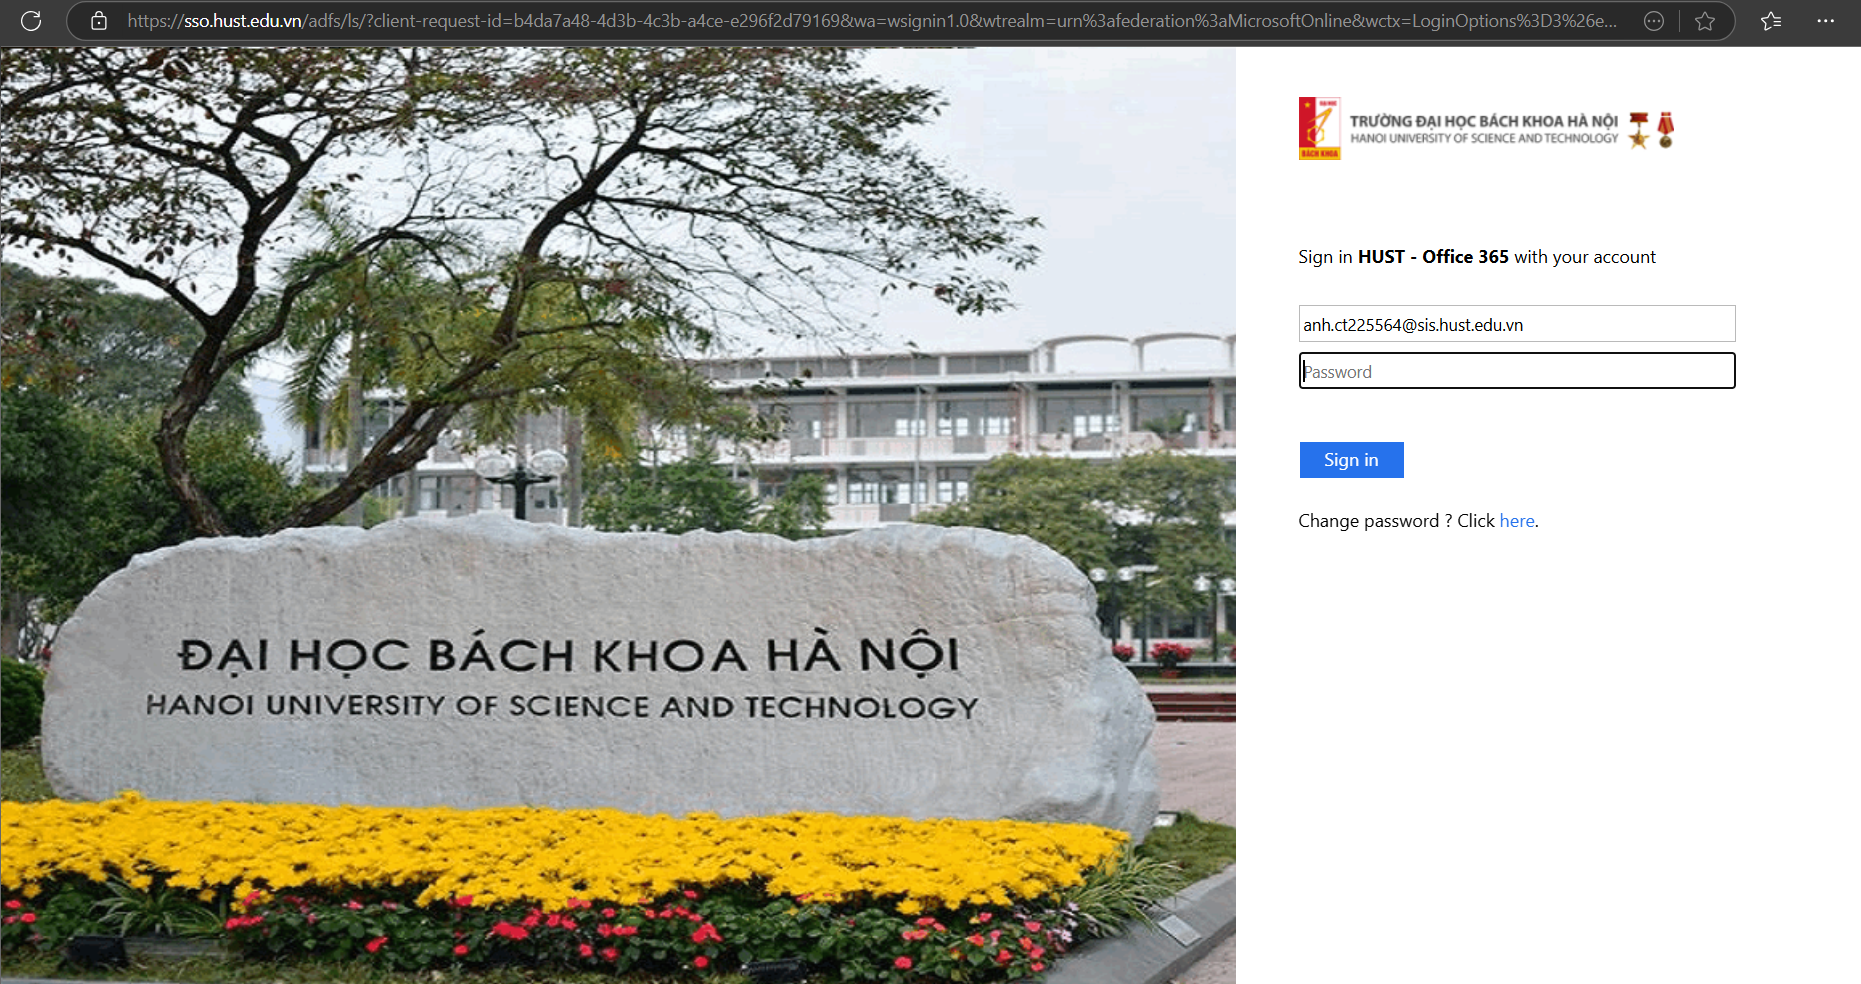 https://sso.hust.edu.vn/adfs/ls/?client-request-id=b4da7a48-4d3b-4c3b-a4ce-e296f2d79169&wa=wsignin1.0&wtrealm=urn%3afederation%3aMicrosoftOnline&wctx=LoginOptions%3D3%26e...
ĐẠI HỌC
BÁCH KHOA
TRƯỜNG ĐẠI HỌC BÁCH KHOA HÀ NỘI
HANOI UNIVERSITY OF SCIENCE AND TECHNOLOGY
Sign in HUST - Office 365 with your account
anh.ct225564@sis.hust.edu.vn
Password
Sign in
Change password ? Click here.
ĐẠI HỌC BÁCH KHOA HÀ NỘI
HANOI UNIVERSITY OF SCIENCE AND TECHNOLOGY